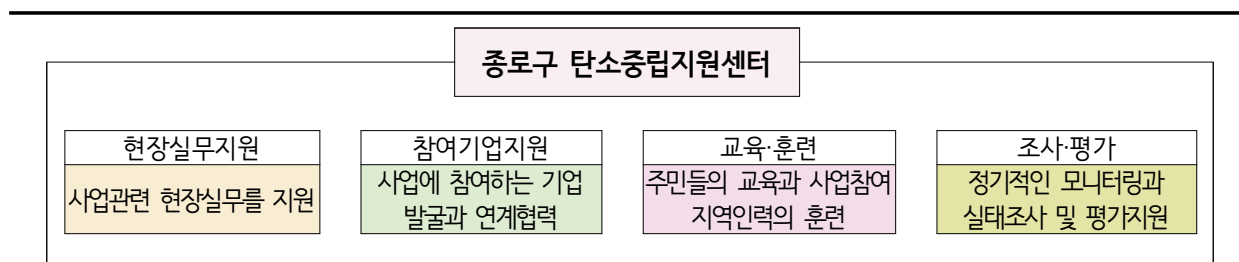 종로구 탄소중립지원센터
현장실무지원
사업관련 현장실무를 지원
참여기업지원
사업에 참여하는 기업
발굴과 연계협력
교육·훈련
주민들의 교육과 사업참여
지역인력의 훈련
조사·평가
정기적인 모니터링과
실태조사 및 평가지원